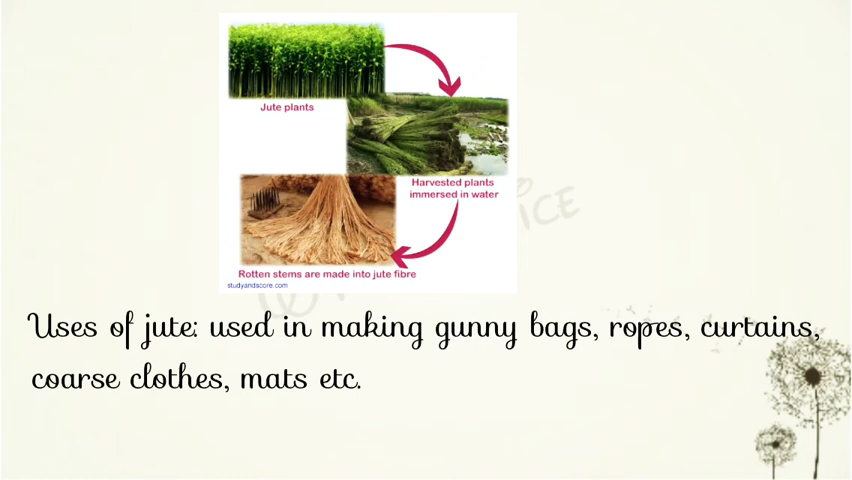 Jute plants
Harvested plants
immersed in water
Rotten stems are made into jute fibre
studyandscore.com
Uses of jute: used in making gunny bags, ropes, curtains,
coarse clothes, mats etc.